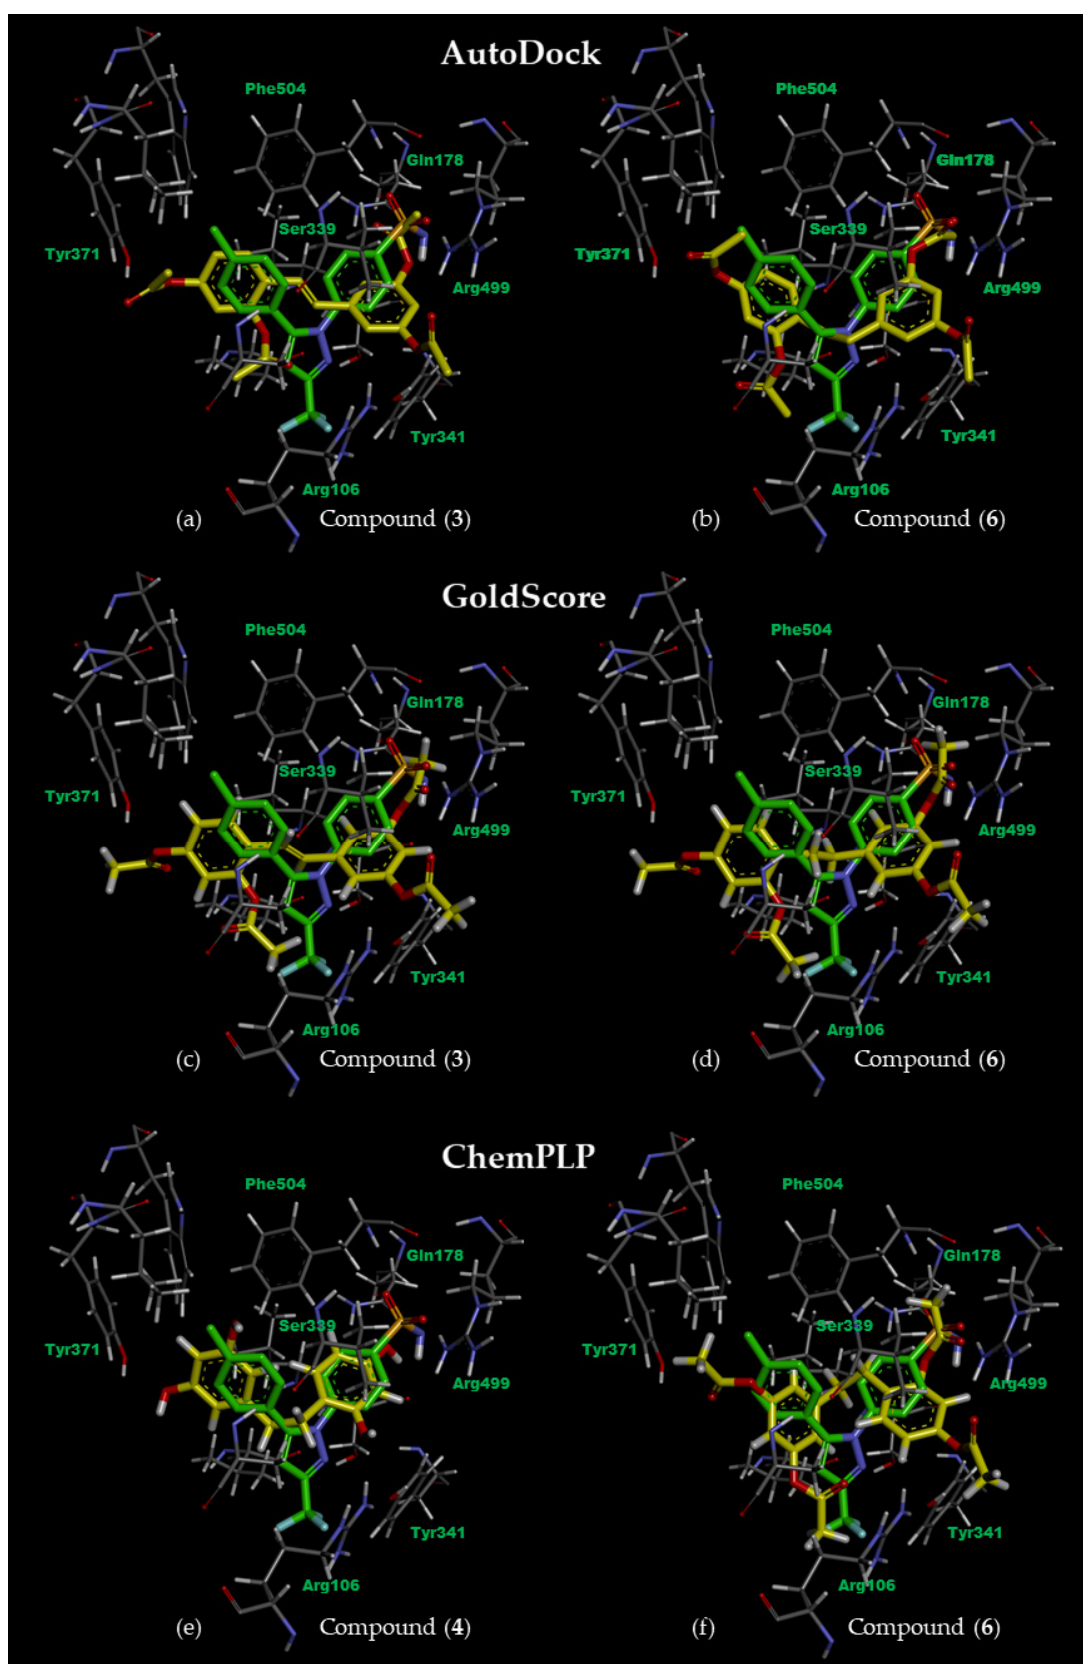 AutoDock
Phe504
Phe504
Gln178
Gln178
Ser339
Ser339
Tyr371
Tyr371
Arg499
Arg499
Tyr341
Tyr341
Arg106
Arg106
(a) Compound (3)
(b) Compound (6)
GoldScore
Phe504
Phe504
Gln178
Gln178
Ser339
Ser339
Tyr371
Tyr371
Arg499
Arg499
Tyr341
Tyr341
Arg106
Arg106
(c) Compound (3)
(d) Compound (6)
ChemPLP
Phe504
Phe504
Gln178
Gln178
Ser339
Ser339
Tyr371
Tyr371
Arg499
Arg499
Tyr341
Tyr341
Arg106
Arg106
(e) Compound (4)
(f) Compound (6)